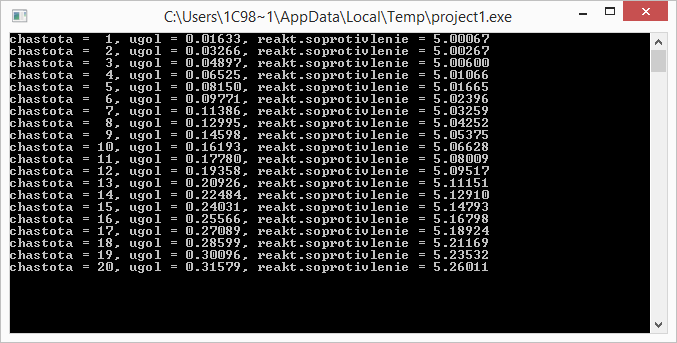 C:\Users\1C98~1\AppData\Local\Temp\project1.exe
chastota =  1, ugol = 0.01633, reakt.soprotivlenie = 5.00067
chastota =  2, ugol = 0.03266, reakt.soprotivlenie = 5.00267
chastota =  3, ugol = 0.04897, reakt.soprotivlenie = 5.00600
chastota =  4, ugol = 0.06525, reakt.soprotivlenie = 5.01066
chastota =  5, ugol = 0.08150, reakt.soprotivlenie = 5.01665
chastota =  6, ugol = 0.09771, reakt.soprotivlenie = 5.02396
chastota =  7, ugol = 0.11386, reakt.soprotivlenie = 5.03259
chastota =  8, ugol = 0.12995, reakt.soprotivlenie = 5.04252
chastota =  9, ugol = 0.14598, reakt.soprotivlenie = 5.05375
chastota = 10, ugol = 0.16193, reakt.soprotivlenie = 5.06628
chastota = 11, ugol = 0.17780, reakt.soprotivlenie = 5.08009
chastota = 12, ugol = 0.19358, reakt.soprotivlenie = 5.09517
chastota = 13, ugol = 0.20926, reakt.soprotivlenie = 5.11151
chastota = 14, ugol = 0.22484, reakt.soprotivlenie = 5.12910
chastota = 15, ugol = 0.24031, reakt.soprotivlenie = 5.14793
chastota = 16, ugol = 0.25566, reakt.soprotivlenie = 5.16798
chastota = 17, ugol = 0.27089, reakt.soprotivlenie = 5.18924
chastota = 18, ugol = 0.28599, reakt.soprotivlenie = 5.21169
chastota = 19, ugol = 0.30096, reakt.soprotivlenie = 5.23532
chastota = 20, ugol = 0.31579, reakt.soprotivlenie = 5.26011